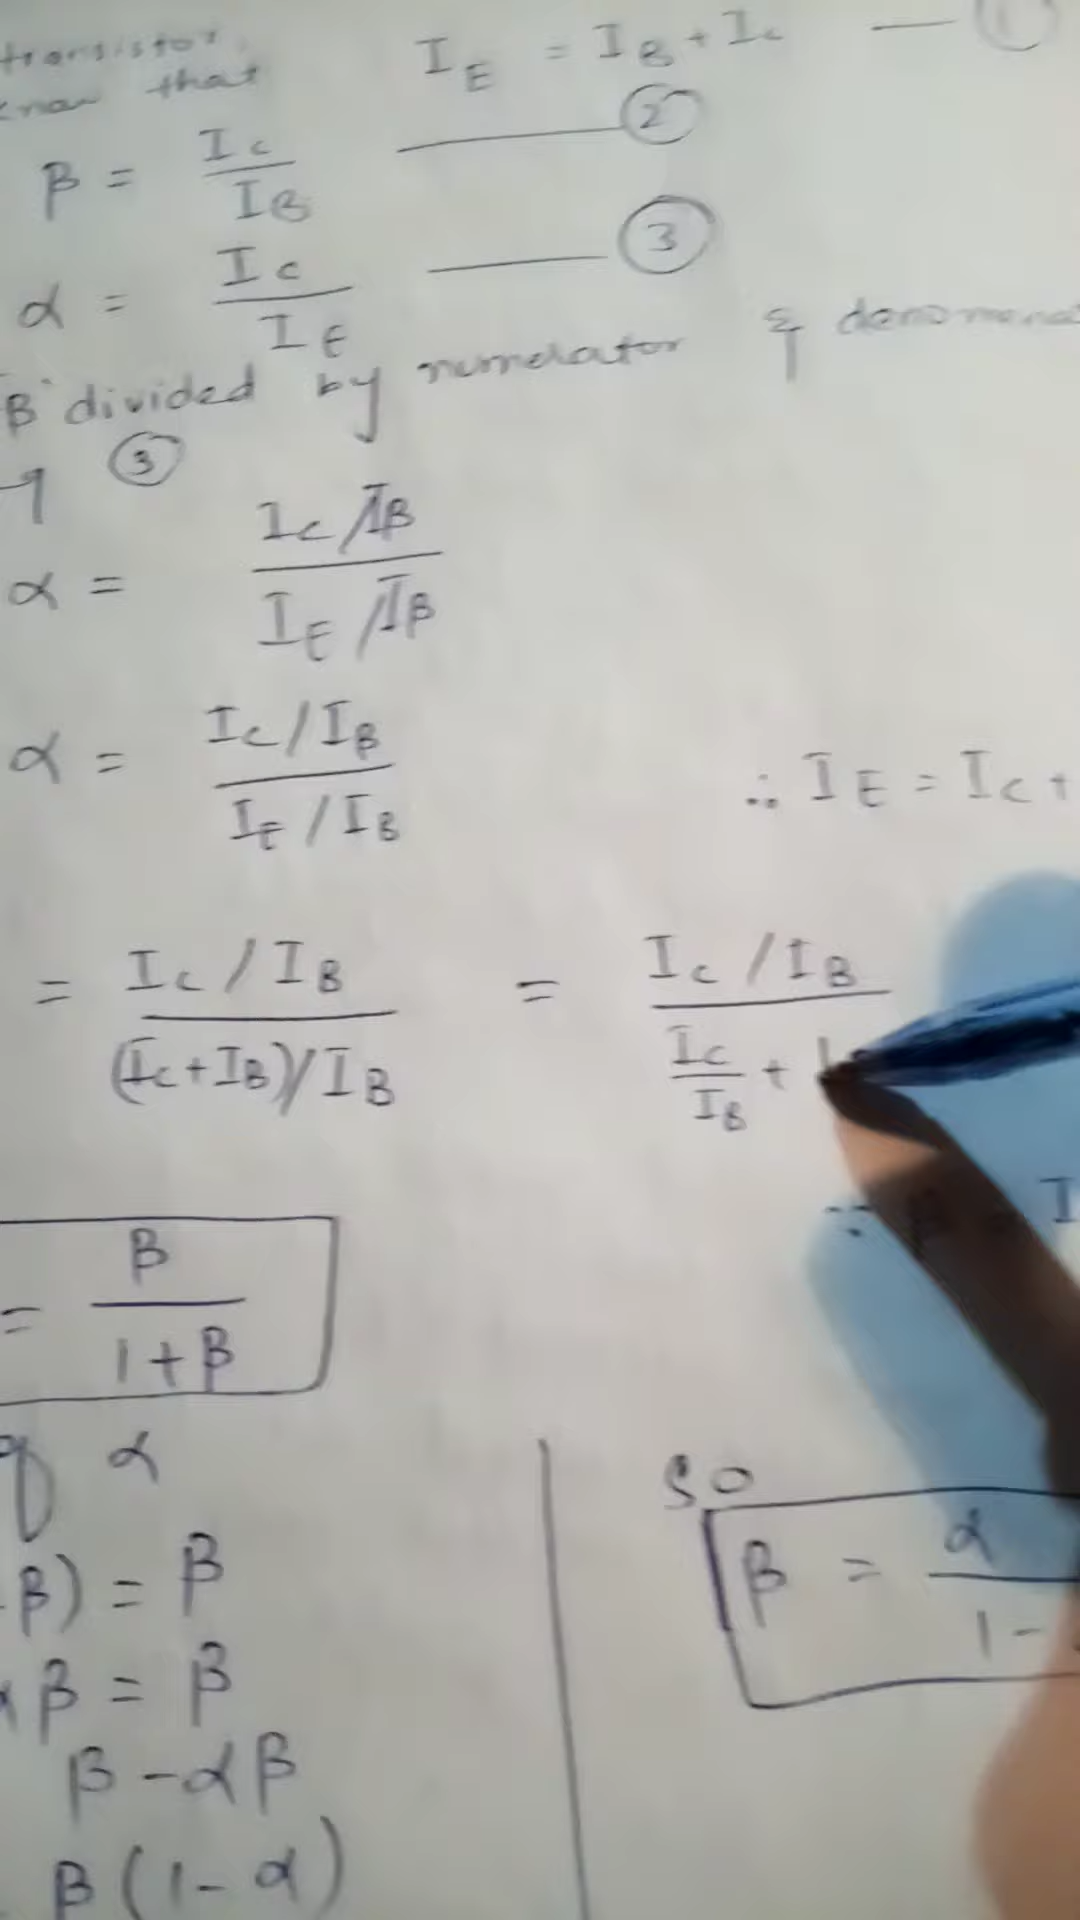 transistor,
know that I_E = I_B + I_C — ①
β = I_C / I_B — ②
α = I_C / I_E — ③
B divided by numerator &
③
α = (I_C / I_B) / (I_E / I_B)
α = (I_C / I_B) / (I_E / I_B)
∴ I_E = I_C +
= (I_C / I_B) / ((I_C + I_B) / I_B) = (I_C / I_B) / (I_C / I_B +
∵ I
= β / (1 + β)
α
β) = β
αβ = β
β - αβ
β (1 - α)
so
β = α / 1 -